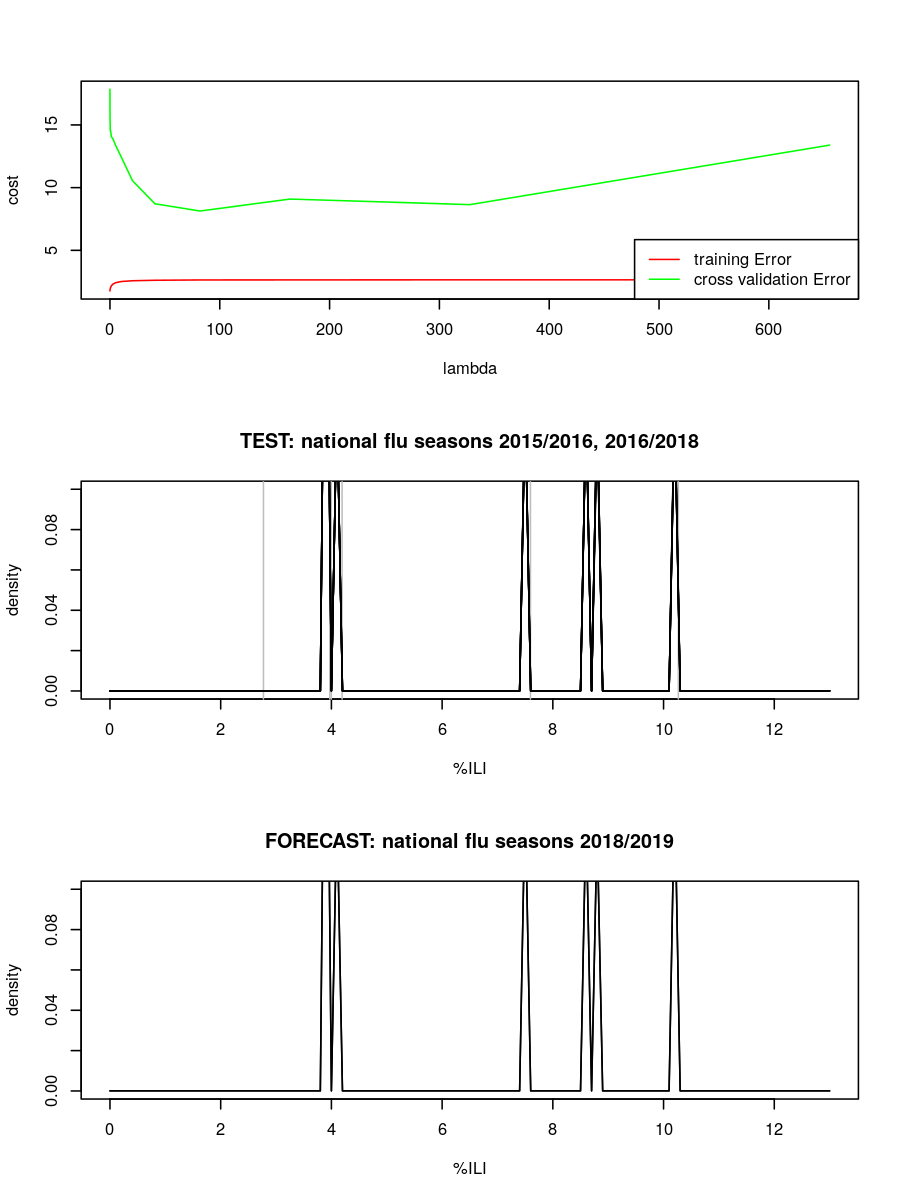 cost
5 10 15
training Error
cross validation Error
0 100 200 300 400 500 600
lambda
TEST: national flu seasons 2015/2016, 2016/2018
density
0.00 0.04 0.08
0 2 4 6 8 10 12
%ILI
FORECAST: national flu seasons 2018/2019
density
0.00 0.04 0.08
0 2 4 6 8 10 12
%ILI